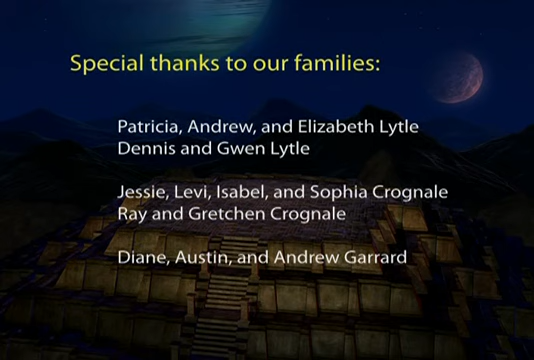 Special thanks to our families:
Patricia, Andrew, and Elizabeth Lytle
Dennis and Gwen Lytle
Jessie, Levi, Isabel, and Sophia Crognale
Ray and Gretchen Crognale
Diane, Austin, and Andrew Garrard